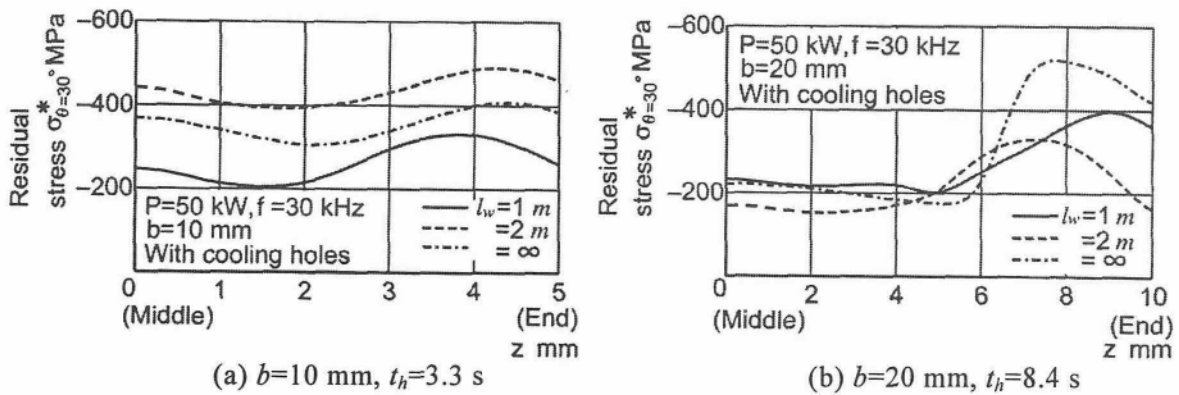 –600
–400
–200
0
Residual
stress σ*θ=30° MPa
P=50 kW, f =30 kHz
b=10 mm
With cooling holes
lw=1 m
=2 m
= ∞
0 1 2 3 4 5
(Middle) (End)
z mm
(a) b=10 mm, th=3.3 s
–600
–400
–200
0
Residual
stress σ*θ=30° MPa
P=50 kW, f =30 kHz
b=20 mm
With cooling holes
lw=1 m
=2 m
= ∞
0 2 4 6 8 10
(Middle) (End)
z mm
(b) b=20 mm, th=8.4 s